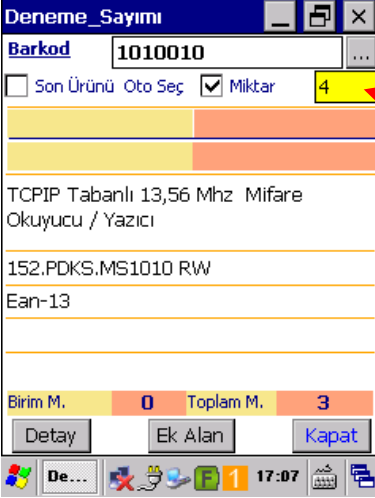 Deneme_Sayımı
Barkod 1010010 ...
Son Ürünü Oto Seç Miktar 4
TCPIP Tabanlı 13,56 Mhz Mifare
Okuyucu / Yazıcı
152.PDKS.MS1010 RW
Ean-13
Birim M. 0 Toplam M. 3
Detay Ek Alan Kapat
De... F 1 17:07